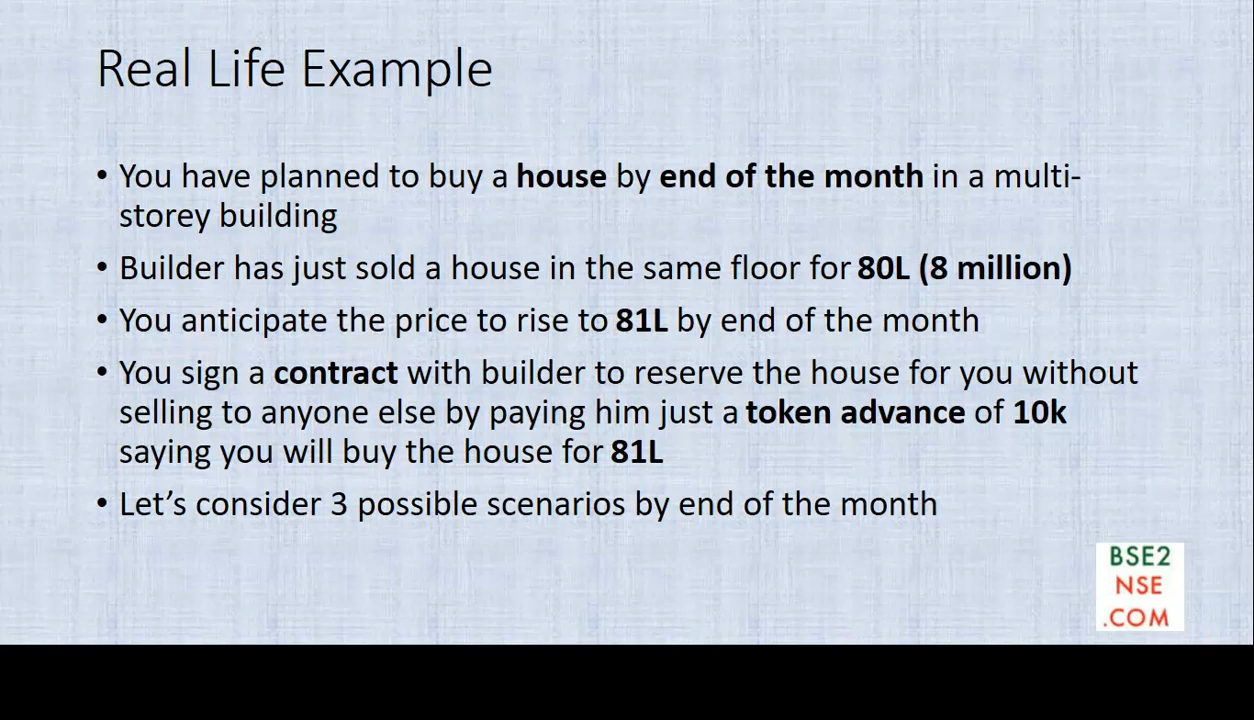 Real Life Example
• You have planned to buy a house by end of the month in a multi-
storey building
• Builder has just sold a house in the same floor for 80L (8 million)
• You anticipate the price to rise to 81L by end of the month
• You sign a contract with builder to reserve the house for you without
selling to anyone else by paying him just a token advance of 10k
saying you will buy the house for 81L
• Let’s consider 3 possible scenarios by end of the month
BSE2
NSE
.COM